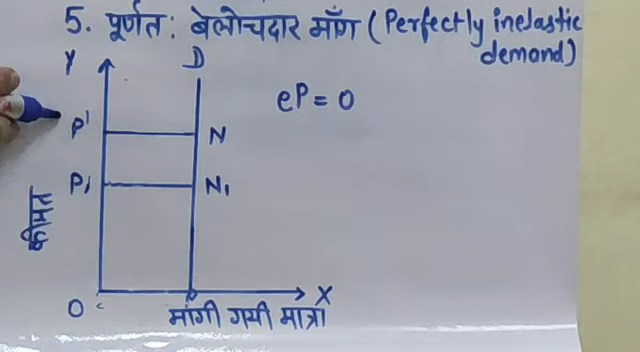 5. पूर्णत: बेलोचदार माँग (Perfectly inelastic
demand)
Y
D
eP = 0
P' N
P₁ N₁
कीमत
O X
मांगी गयी मात्रा